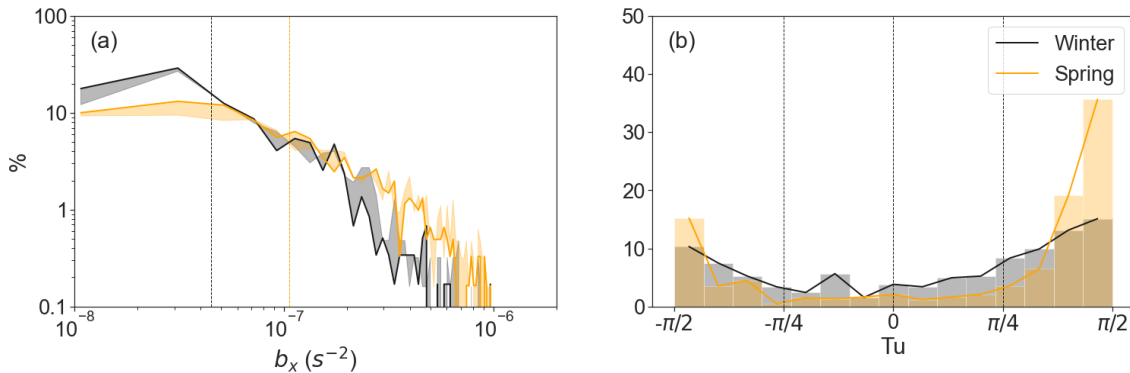 (a)
%
100
10
1
0.1
10⁻⁸
10⁻⁷
10⁻⁶
bₓ (s⁻²)
(b)
Winter
Spring
50
40
30
20
10
0
-π/2
-π/4
0
π/4
π/2
Tu